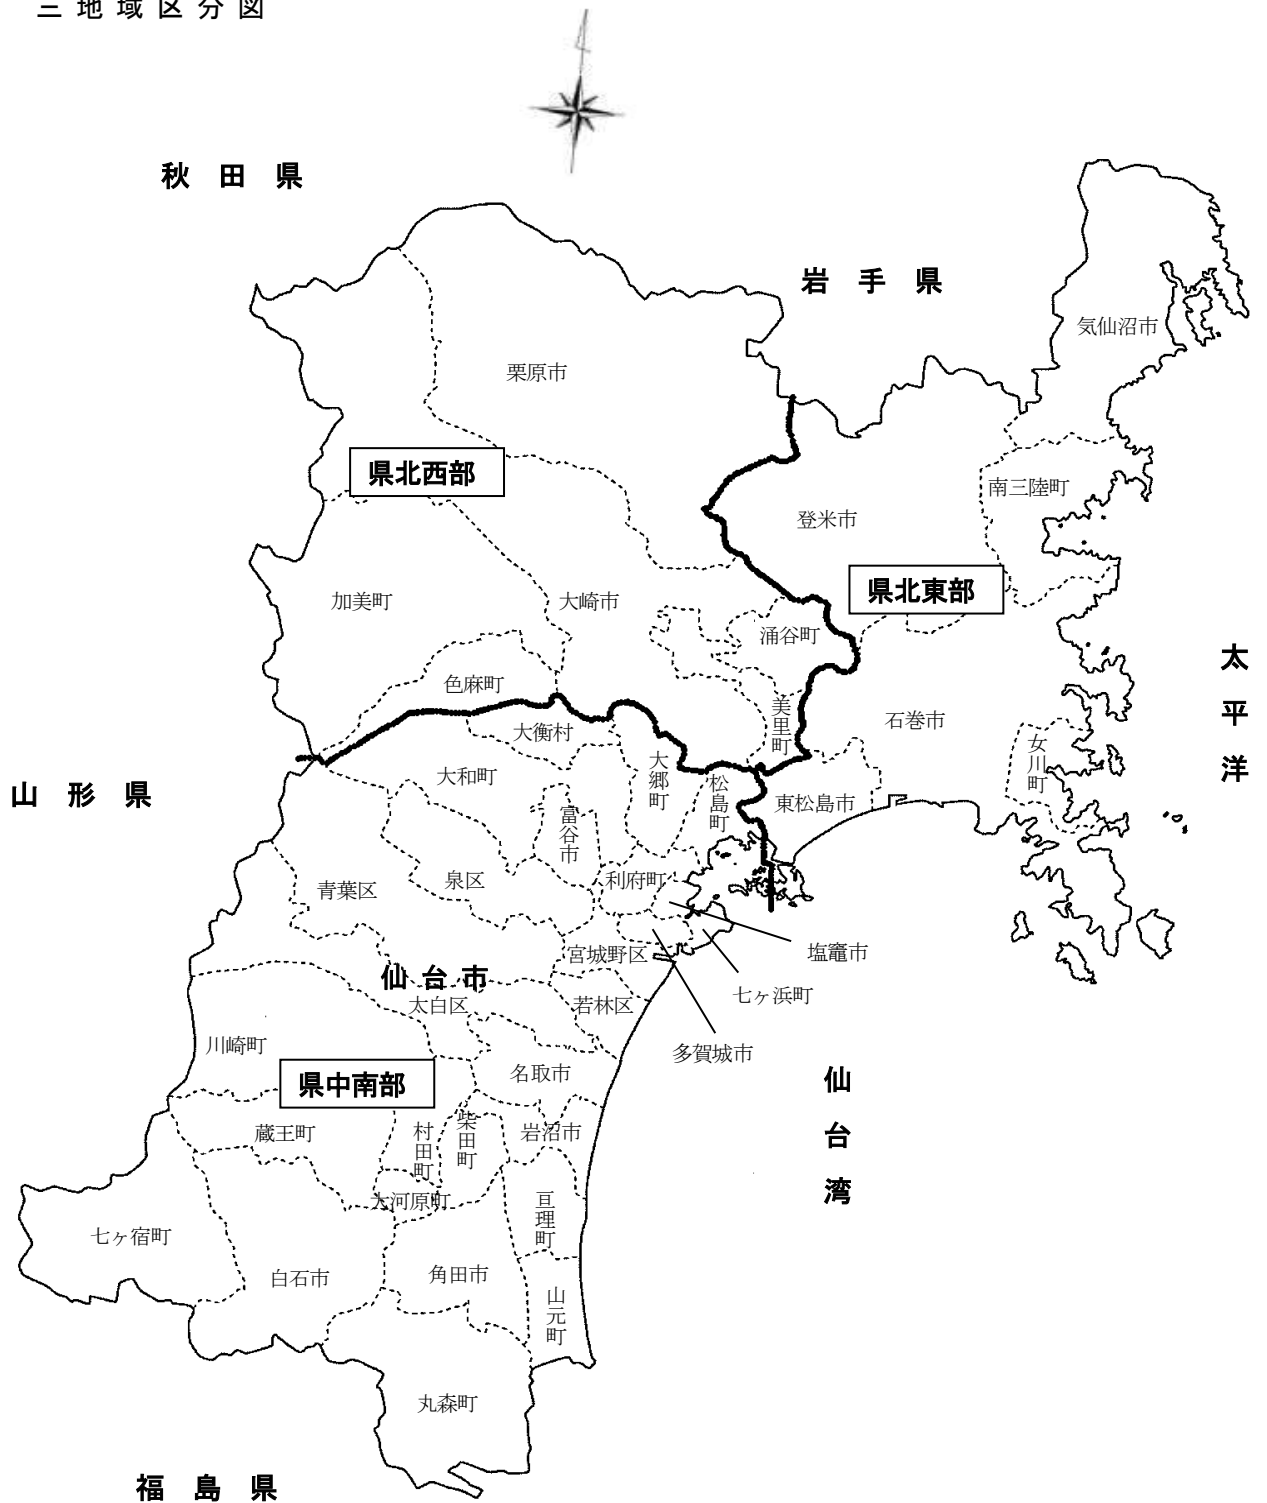 三地域区分図
秋田県
岩手県
気仙沼市
栗原市
県北西部
南三陸町
登米市
県北東部
加美町
大崎市
涌谷町
太平洋
色麻町
美里町
石巻市
大衡村
女川町
大和町
大郷町
松島町
東松島市
山形県
富谷市
青葉区
泉区
利府町
塩竈市
宮城野区
仙台市
七ヶ浜町
太白区
若林区
川崎町
多賀城市
県中南部
名取市
仙台湾
蔵王町
村田町
柴田町
岩沼市
大河原町
亘理町
七ヶ宿町
白石市
角田市
山元町
丸森町
福島県